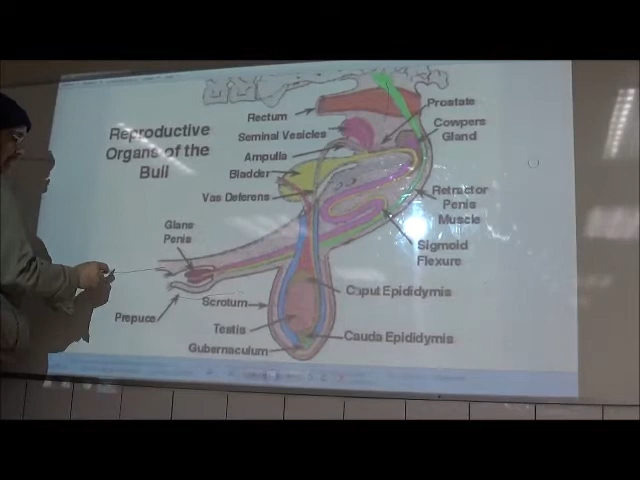 Reproductive
Organs of the
Bull
Rectum
Seminal Vesicles
Ampulla
Bladder
Vas Deferens
Glans
Penis
Prepuce
Scrotum
Testis
Gubernaculum
Prostate
Cowpers
Gland
Retractor
Penis
Muscle
Sigmoid
Flexure
Caput Epididymis
Cauda Epididymis